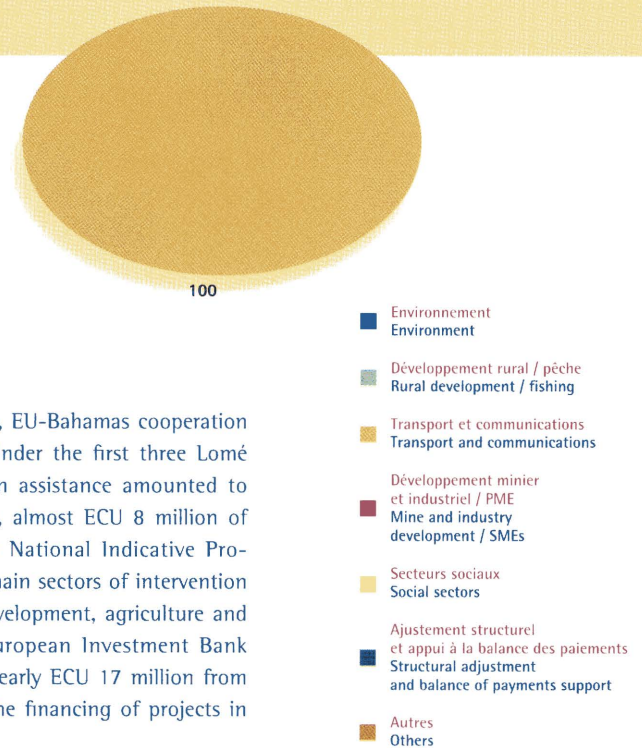 100
, EU-Bahamas cooperation
nder the first three Lomé
n assistance amounted to
, almost ECU 8 million of
National Indicative Pro-
nain sectors of intervention
velopment, agriculture and
uropean Investment Bank
early ECU 17 million from
ne financing of projects in
Environnement
Environment
Développement rural / pêche
Rural development / fishing
Transport et communications
Transport and communications
Développement minier
et industriel / PME
Mine and industry
development / SMEs
Secteurs sociaux
Social sectors
Ajustement structurel
et appui à la balance des paiements
Structural adjustment
and balance of payments support
Autres
Others